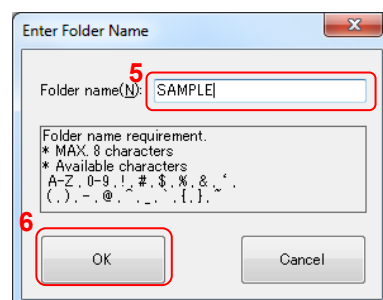 Enter Folder Name
5
Folder name(N): SAMPLE
Folder name requirement.
* MAX. 8 characters
* Available characters
A-Z , 0-9 , ! , # , $ , % , & , ‘ ,
( , ) , - , @ , ^ , _ , ` , { , } , ~
6
OK Cancel